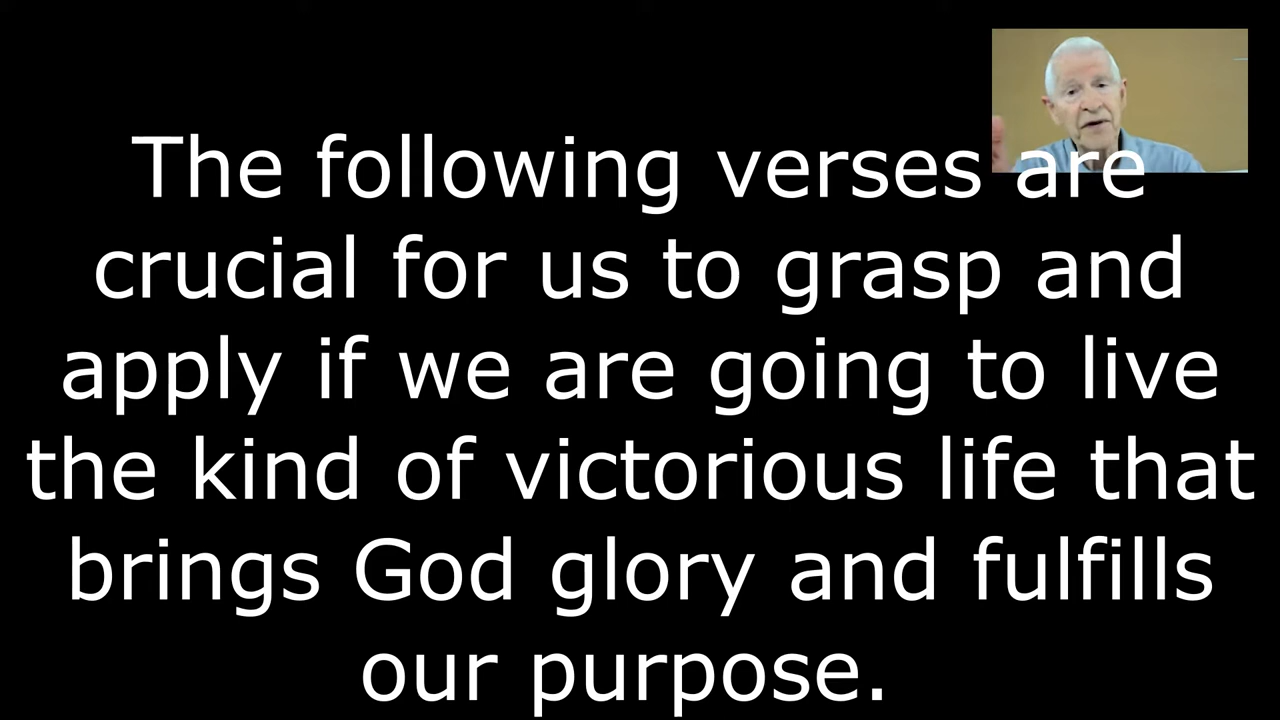 The following verses are
crucial for us to grasp and
apply if we are going to live
the kind of victorious life that
brings God glory and fulfills
our purpose.